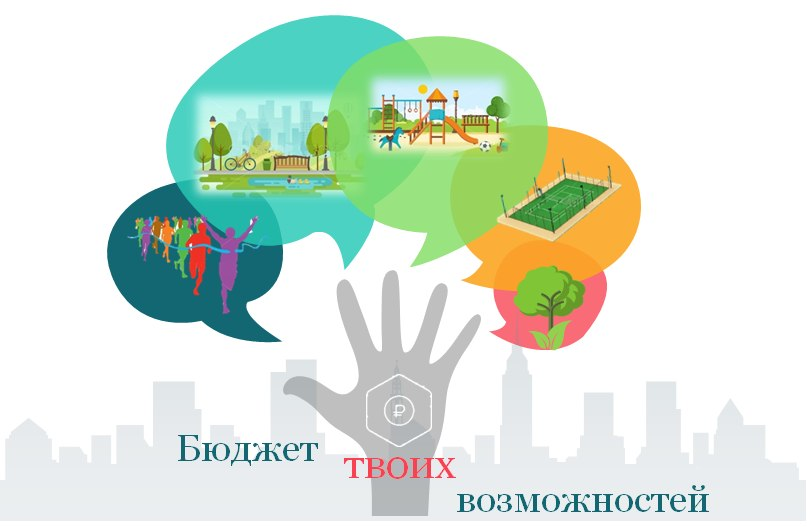 Бюджет
твоих
возможностей
₽